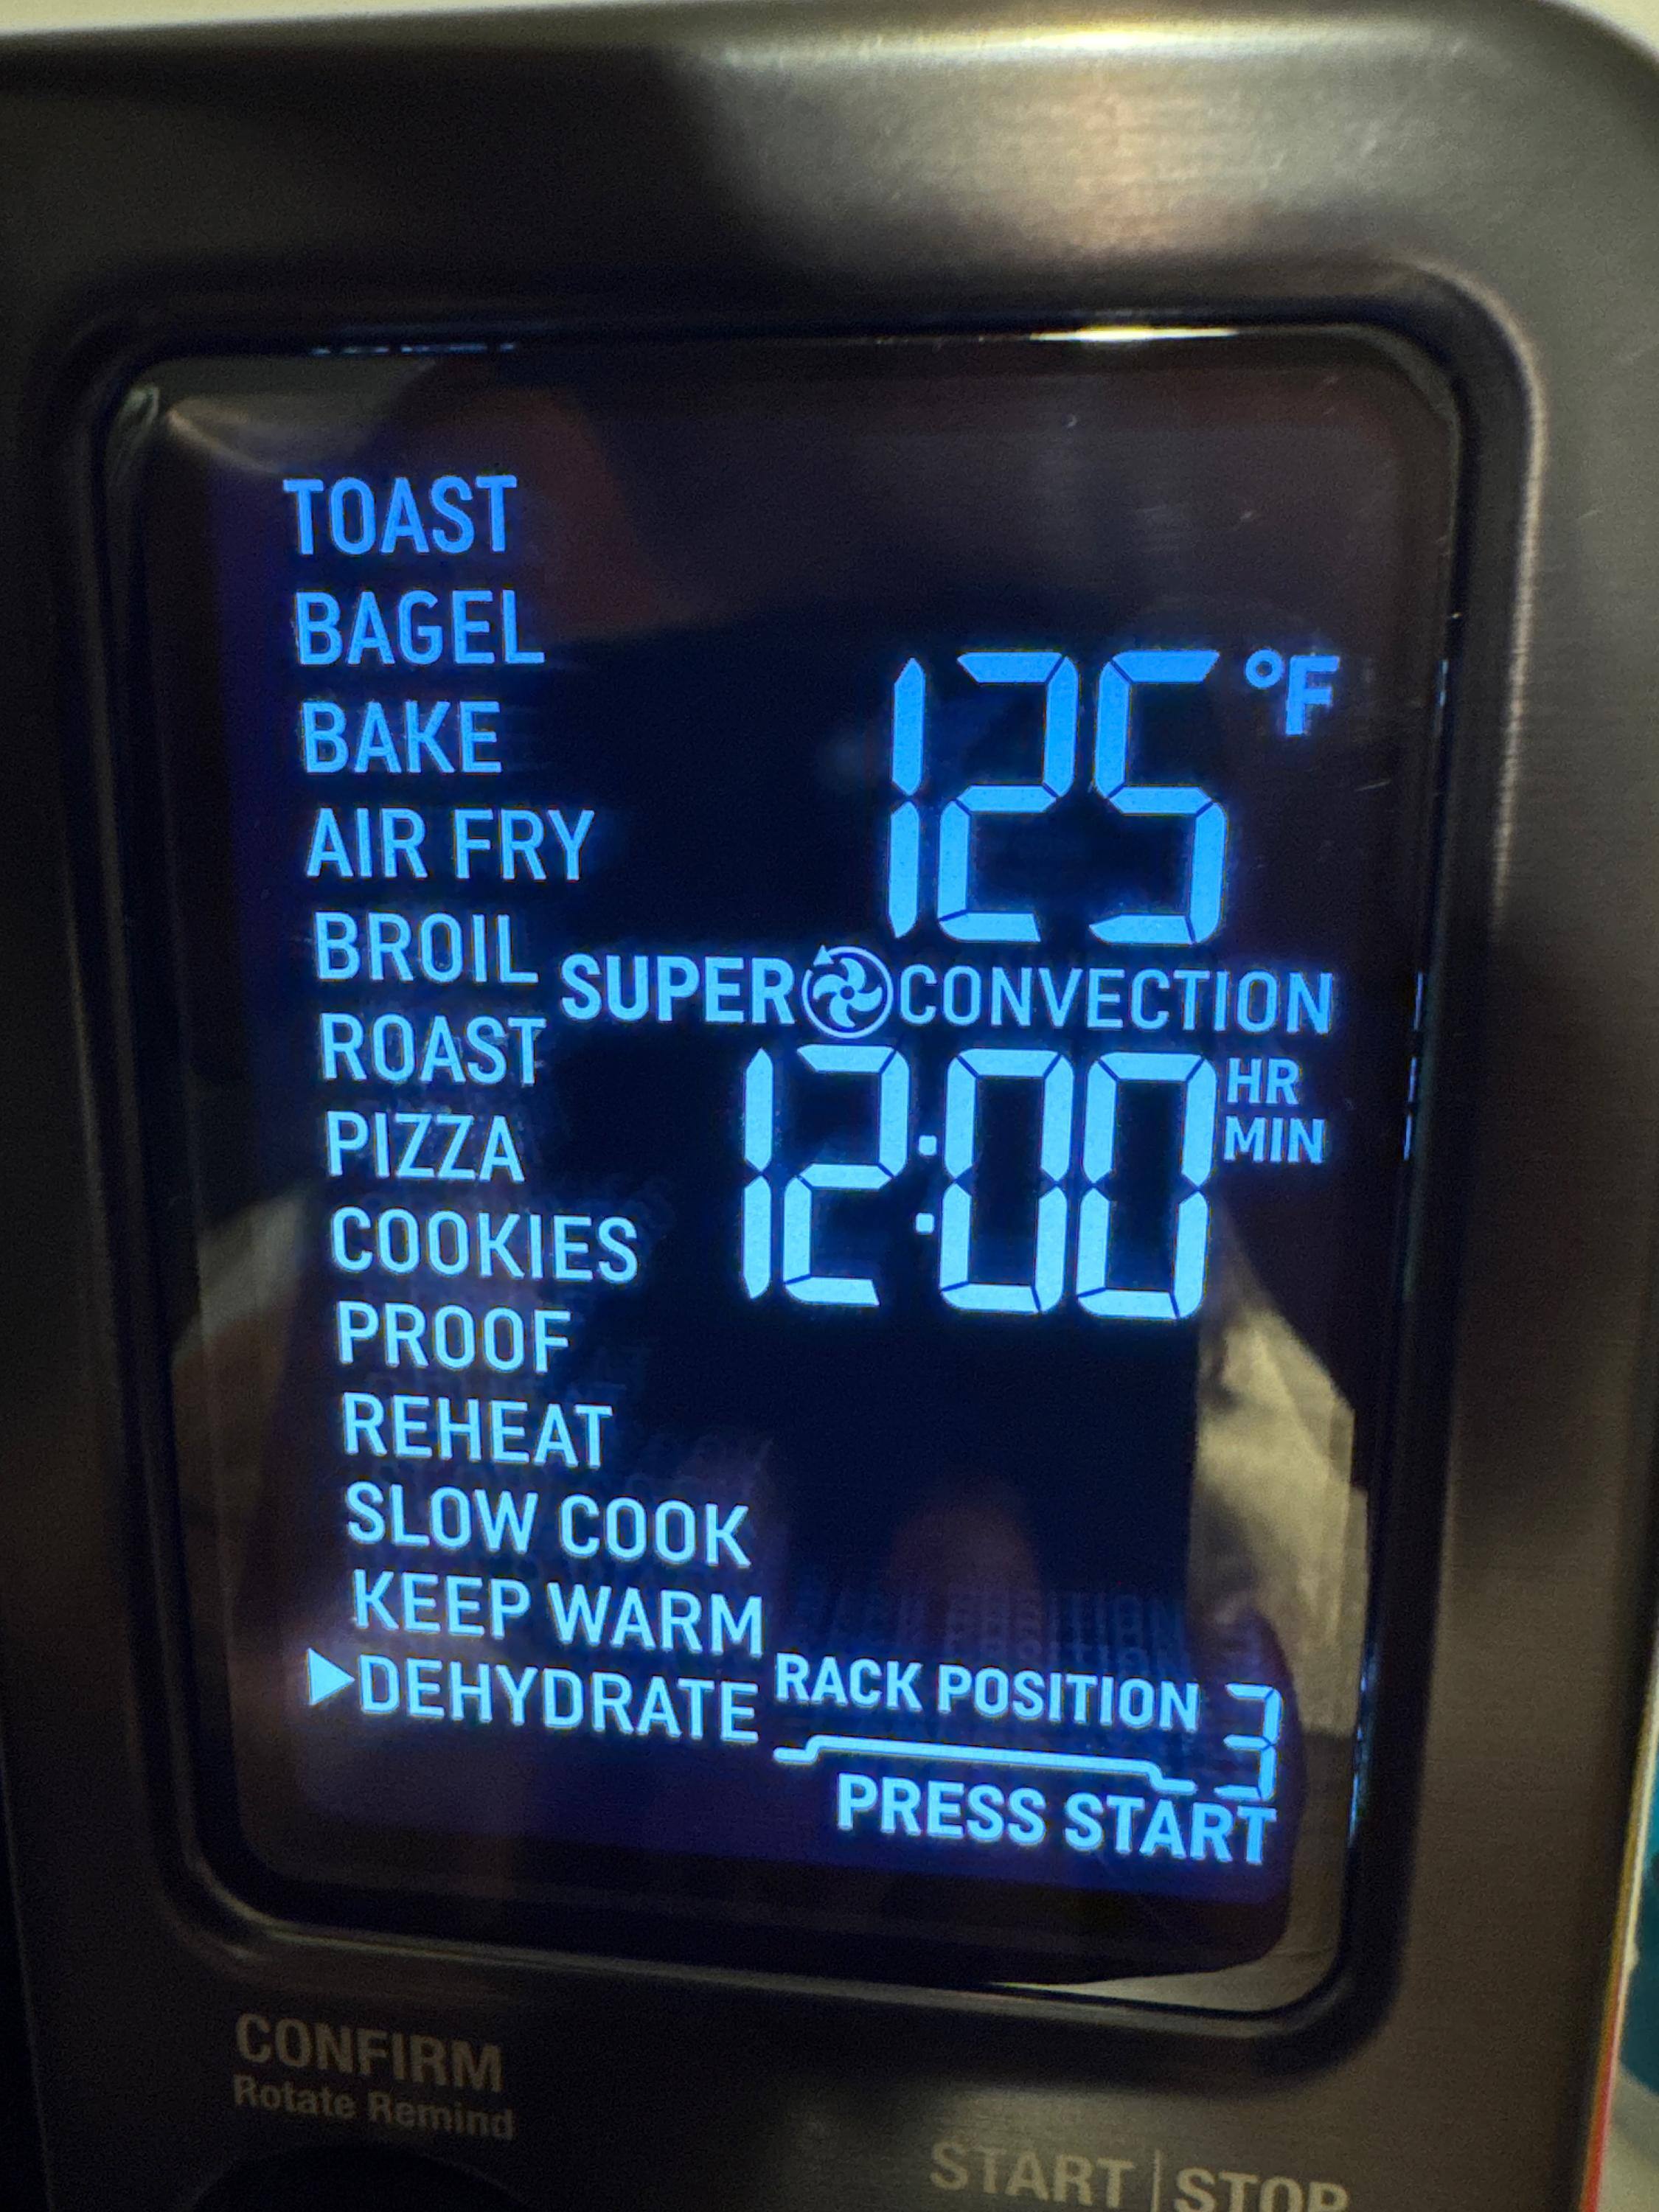 TOAST
BAGEL
BAKE
AIR FRY
BROIL
ROAST
PIZZA
COOKIES
PROOF
REHEAT
SLOW COOK
KEEP WARM
▶DEHYDRATE
125 °F
SUPER CONVECTION
12:00 HR MIN
RACK POSITION 3
PRESS START
CONFIRM
Rotate Remind
START | STOP